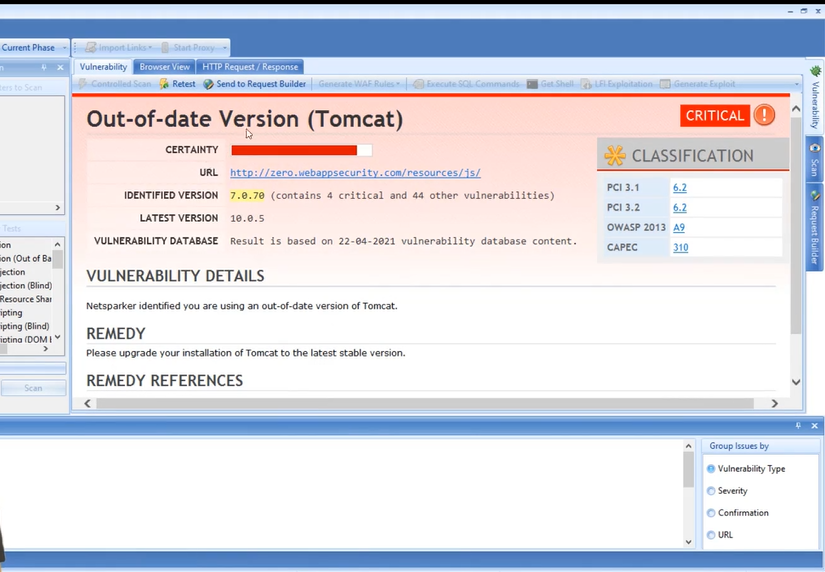 Current Phase
Import Links
Start Proxy
Vulnerability
Browser View
HTTP Request / Response
Controlled Scan
Retest
Send to Request Builder
Generate WAF Rules
Execute SQL Commands
Get Shell
LFI Exploitation
Generate Exploit
ters to Scan
Out-of-date Version (Tomcat)
CRITICAL
CERTAINTY
URL http://zero.webappsecurity.com/resources/js/
IDENTIFIED VERSION 7.0.70 (contains 4 critical and 44 other vulnerabilities)
LATEST VERSION 10.0.5
VULNERABILITY DATABASE Result is based on 22-04-2021 vulnerability database content.
CLASSIFICATION
PCI 3.1 6.2
PCI 3.2 6.2
OWASP 2013 A9
CAPEC 310
VULNERABILITY DETAILS
Netsparker identified you are using an out-of-date version of Tomcat.
REMEDY
Please upgrade your installation of Tomcat to the latest stable version.
REMEDY REFERENCES
Tests
ion
ion (Out of Ba
jection
jection (Blind)
Resource Shar
ipting
ipting (Blind)
ipting (DOM
Scan
Vulnerability
Scan
Request Builder
Group Issues by
Vulnerability Type
Severity
Confirmation
URL